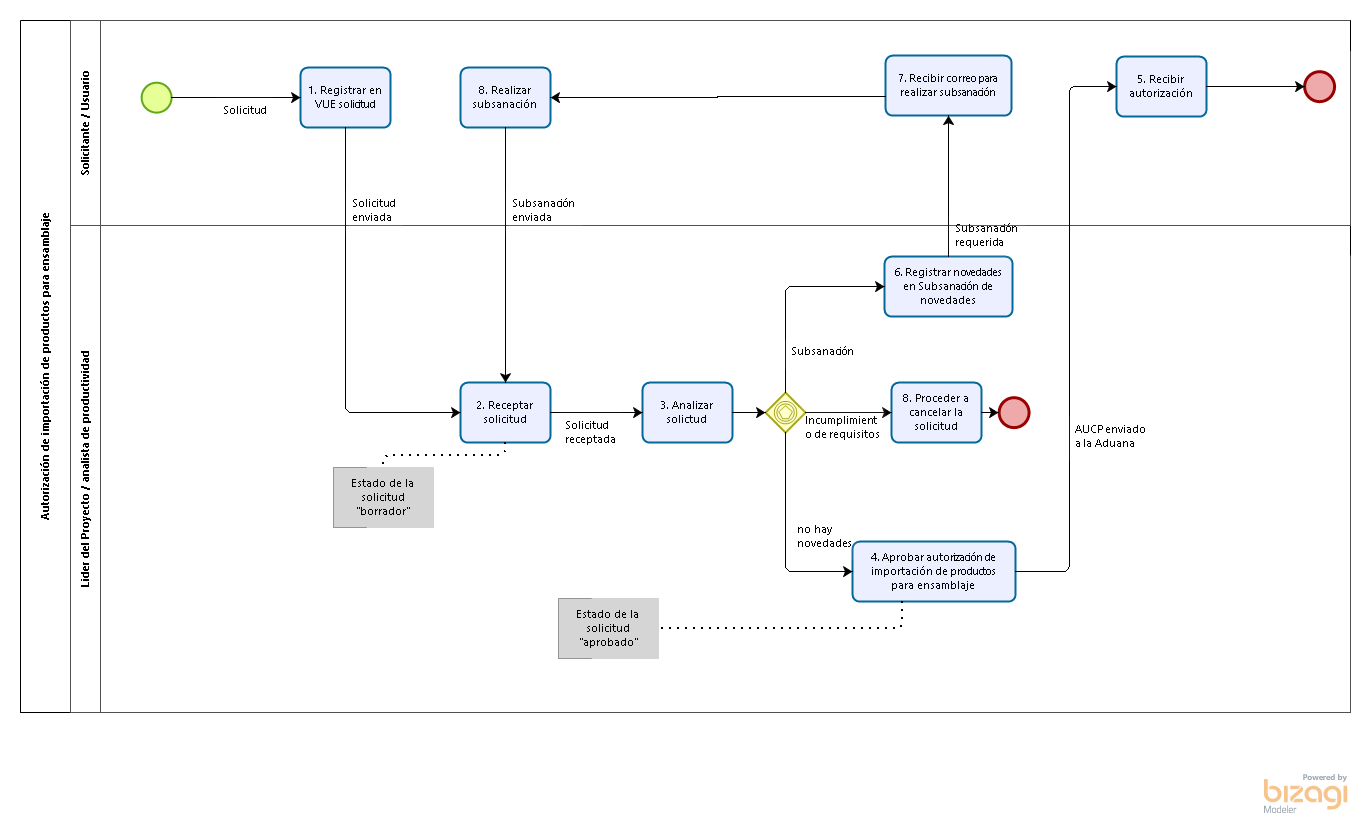 Autorización de importación de productos para ensamblaje
Solicitante / Usuario
Solicitud
1. Registrar en
VUE solicitud
8. Realizar
subsanación
7. Recibir correo para
realizar subsanación
5. Recibir
autorización
Solicitud
enviada
Subsanación
enviada
Subsanación
requerida
Lider del Proyecto / analista de productividad
6. Registrar novedades
en Subsanación de
novedades
Subsanación
2. Receptar
solicitud
Solicitud
receptada
3. Analizar
solictud
Incumplimient
o de requisitos
8. Proceder a
cancelar la
solicitud
AUCP enviado
a la Aduana
Estado de la
solicitud
"borrador"
no hay
novedades
4. Aprobar autorización de
importación de productos
para ensamblaje
Estado de la
solicitud
"aprobado"
Powered by
bizagi
Modeler